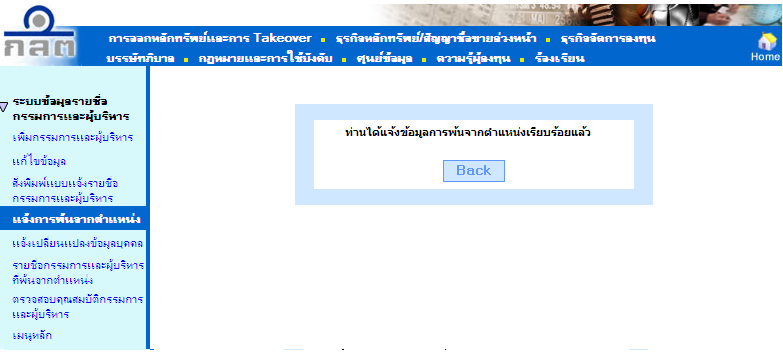 กลต
การออกหลักทรัพย์และการ Takeover ธุรกิจหลักทรัพย์/สัญญาซื้อขายล่วงหน้า ธุรกิจจัดการลงทุน
บรรษัทภิบาล กฎหมายและการใช้บังคับ ศูนย์ข้อมูล ความรู้ผู้ลงทุน ร้องเรียน
Home
ระบบข้อมูลรายชื่อ
กรรมการและผู้บริหาร
เพิ่มกรรมการและผู้บริหาร
แก้ไขข้อมูล
สั่งพิมพ์แบบแจ้งรายชื่อ
กรรมการและผู้บริหาร
แจ้งการพ้นจากตำแหน่ง
แจ้งเปลี่ยนแปลงข้อมูลบุคคล
รายชื่อกรรมการและผู้บริหาร
ที่พ้นจากตำแหน่ง
ตรวจสอบคุณสมบัติกรรมการ
และผู้บริหาร
เมนูหลัก
ท่านได้แจ้งข้อมูลการพ้นจากตำแหน่งเรียบร้อยแล้ว
Back